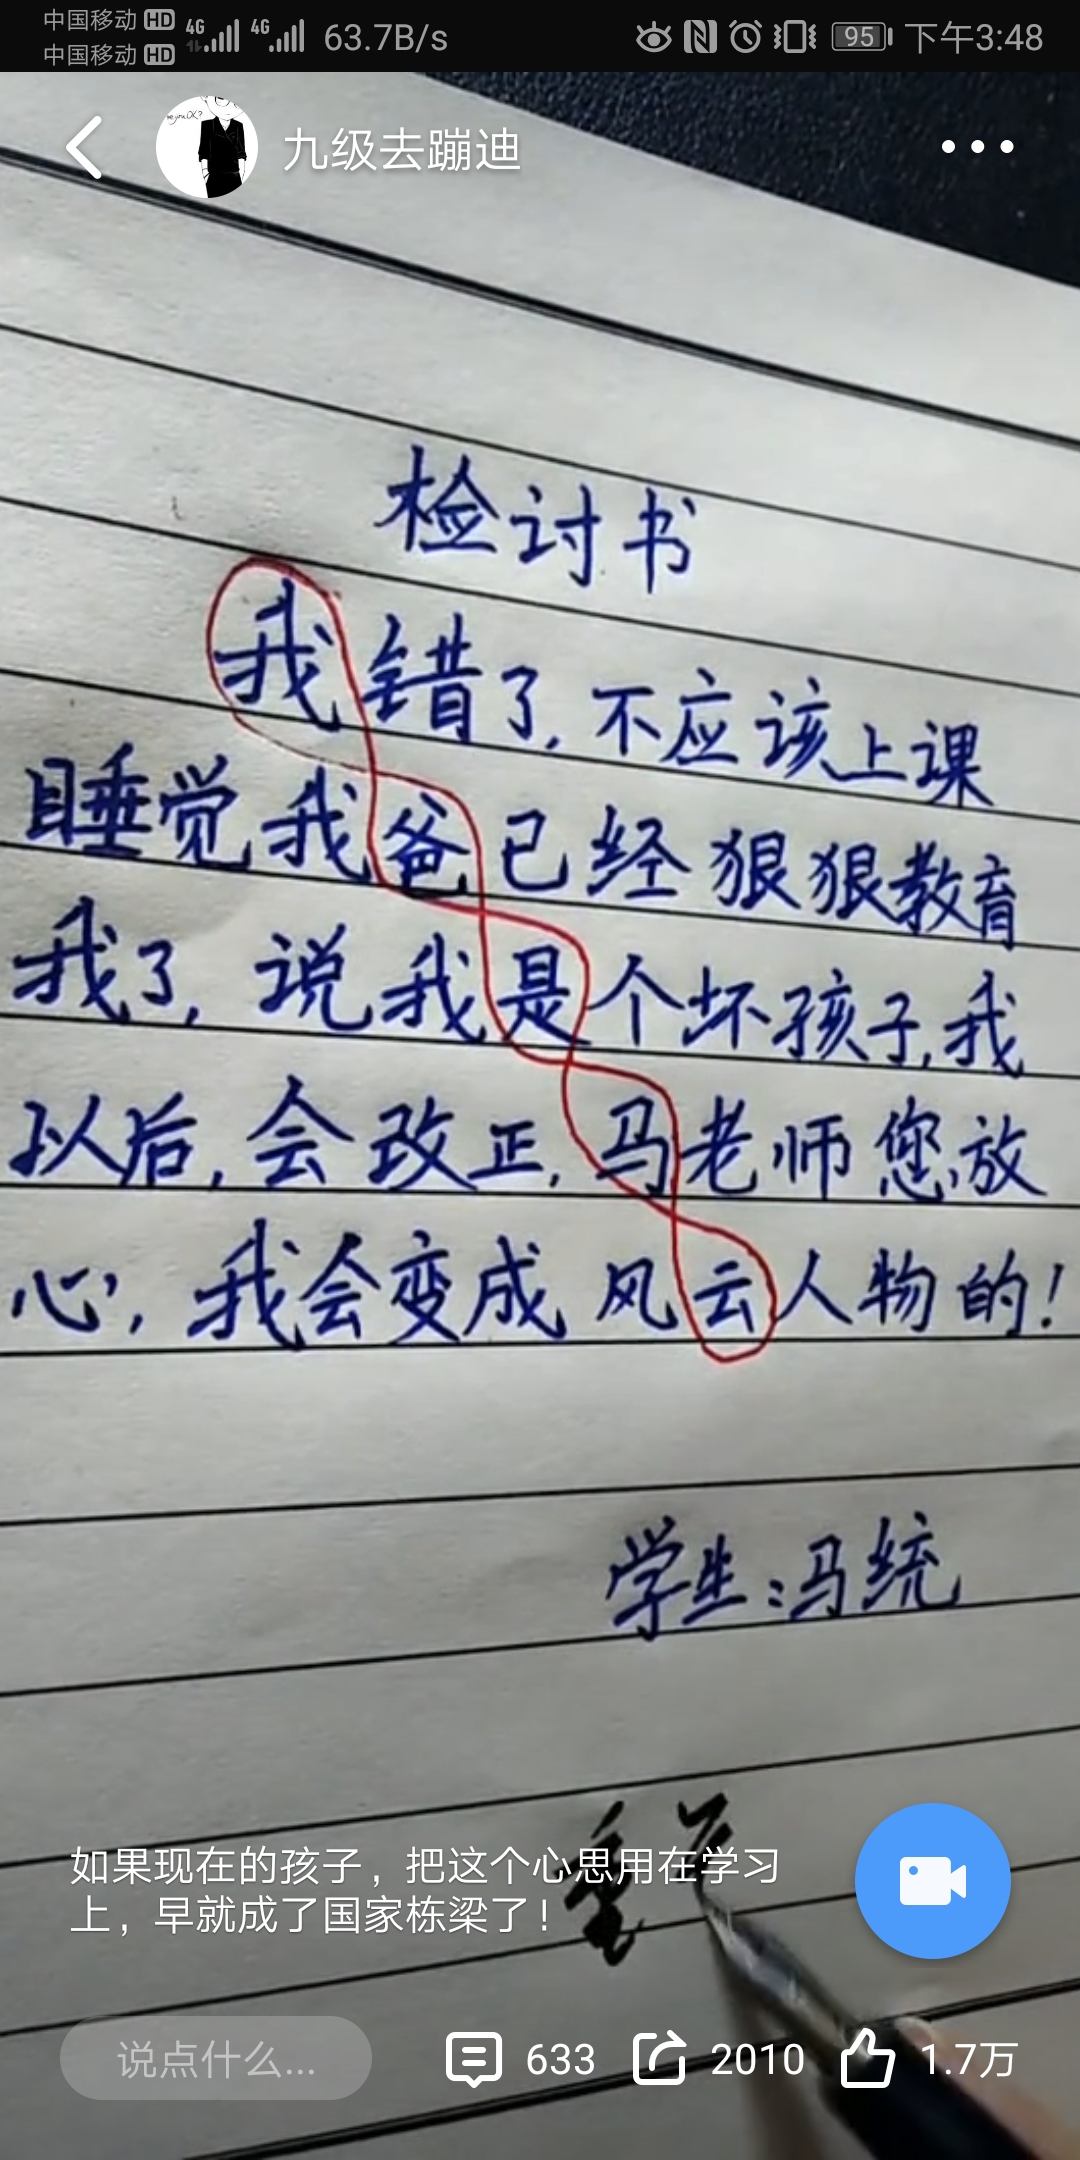 中国移动 HD 4G 4G 63.7B/s 95 下午3:48
中国移动 HD
九级去蹦迪
检讨书
我错了,不应该上课
睡觉我爸已经狠狠教育
我了,说我是个坏孩子,我
以后,会改正,马老师您放
心,我会变成风云人物的!
学生:马统
如果现在的孩子，把这个心思用在学习
上，早就成了国家栋梁了！
说点什么... 633 2010 1.7万